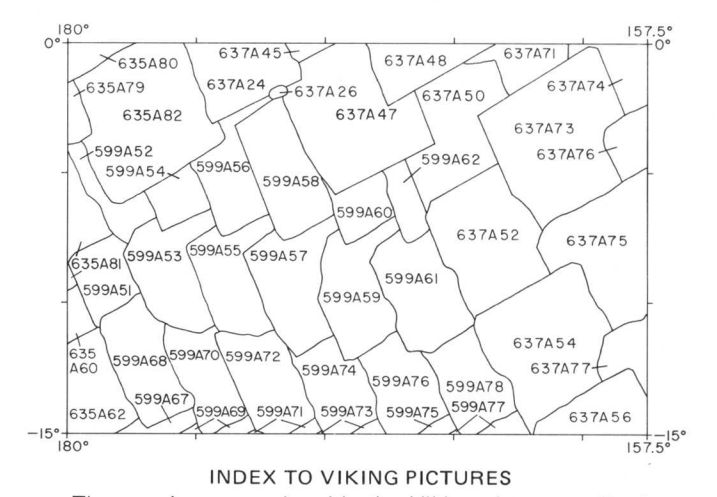 180° 157.5°
0° 0°
637A45 637A71
635A80 637A48
635A79 637A24 637A26 637A50 637A74
635A82 637A47
637A73
599A52 637A76
599A54 599A56 599A62
599A58
599A60
637A52 637A75
599A53 599A55 599A57
635A81
599A61
599A51 599A59
637A54
635
A60 599A68 599A70 599A72
599A74 637A77
599A76 599A78
599A67
635A62 599A69 599A71 599A73 599A75 599A77 637A56
−15° −15°
180° 157.5°
INDEX TO VIKING PICTURES